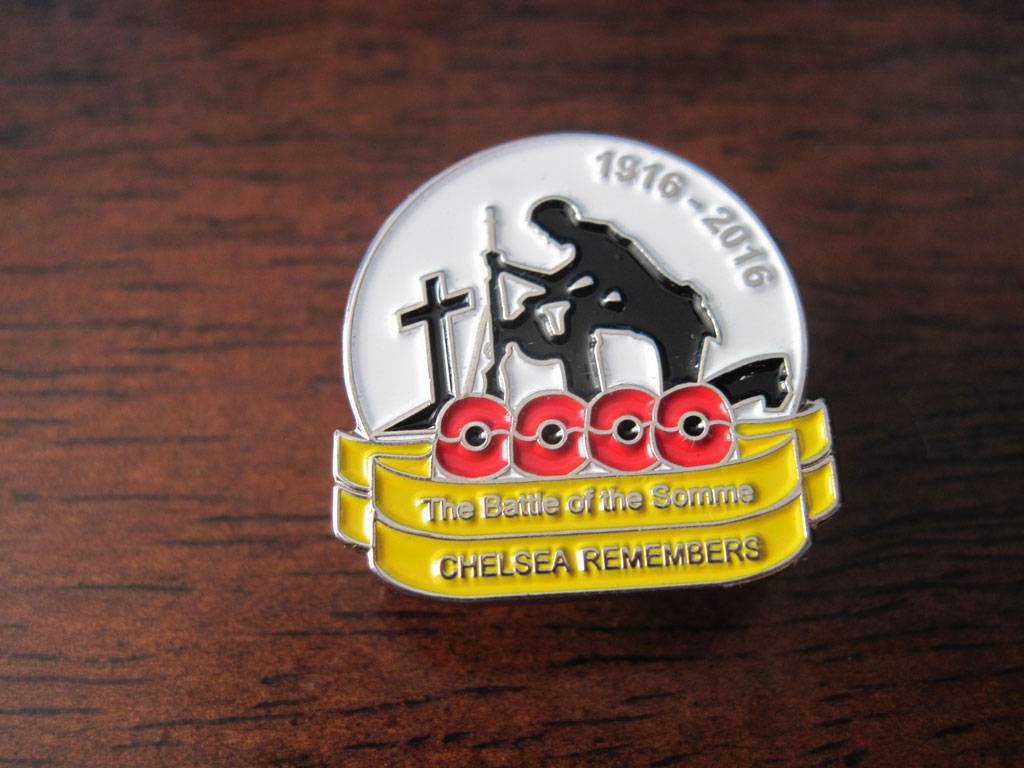 1916 - 2016
The Battle of the Somme
CHELSEA REMEMBERS